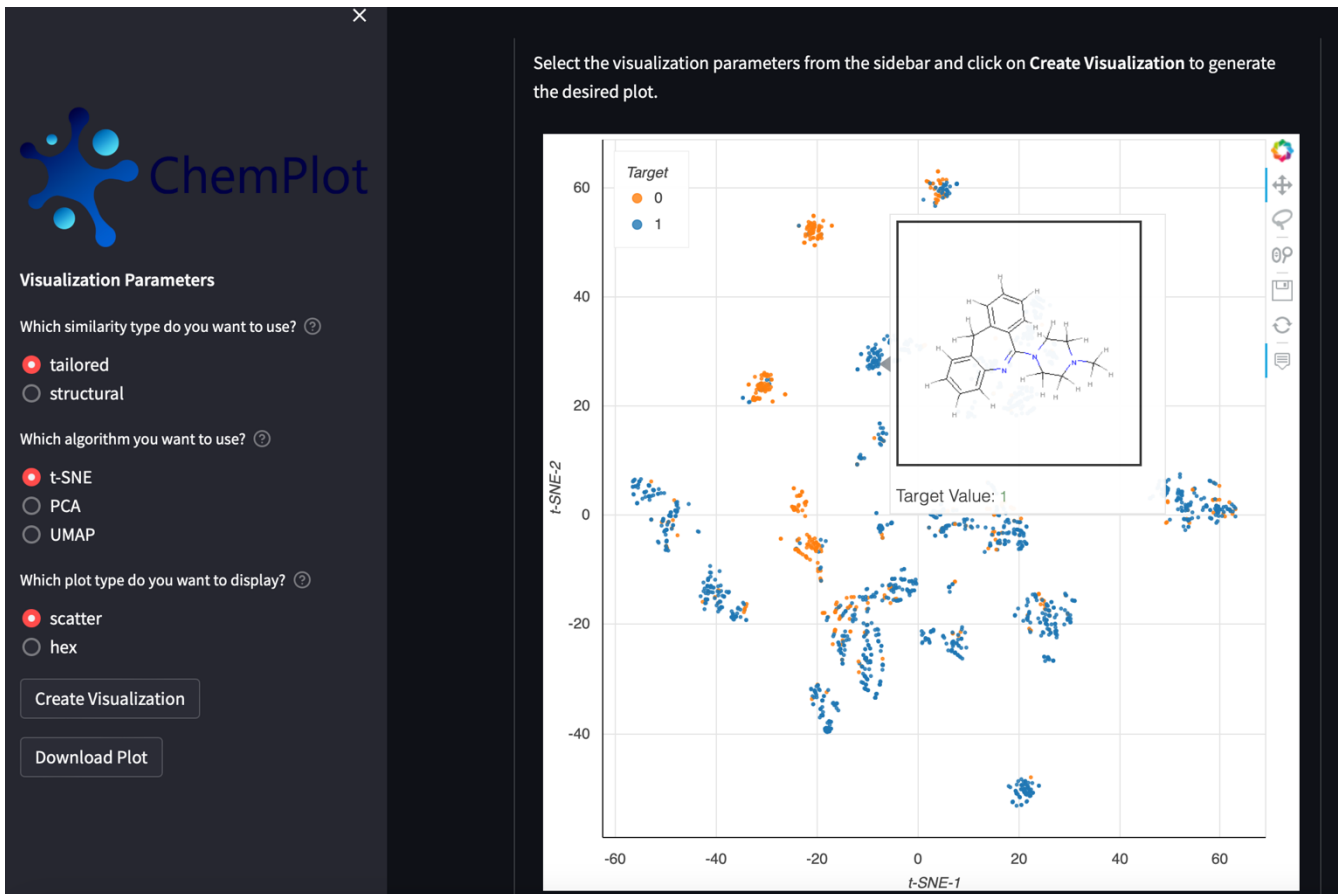 ×
ChemPlot
Visualization Parameters
Which similarity type do you want to use? ?
tailored
structural
Which algorithm you want to use? ?
t-SNE
PCA
UMAP
Which plot type do you want to display? ?
scatter
hex
Create Visualization
Download Plot
Select the visualization parameters from the sidebar and click on Create Visualization to generate
the desired plot.
Target
0
1
60
40
20
0
-20
-40
t-SNE-2
-60
-40
-20
0
20
40
60
t-SNE-1
N
N
N
Target Value: 1